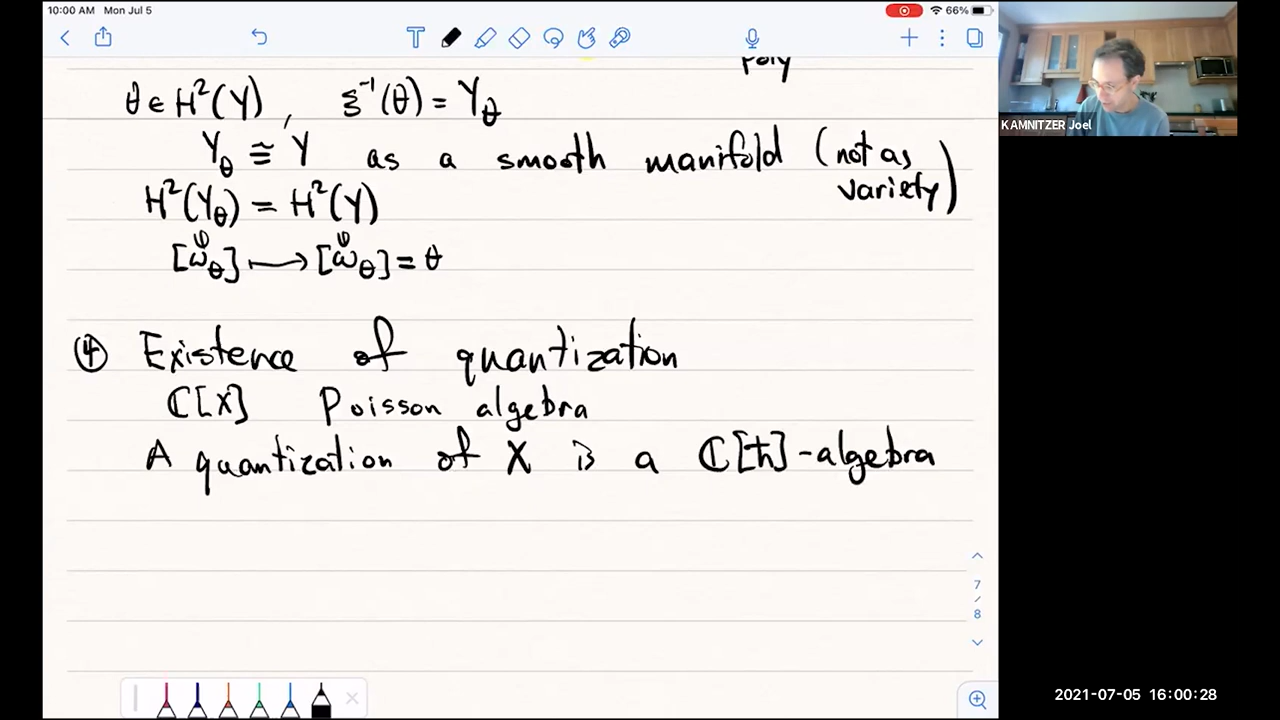 10:00 AM Mon Jul 5
66%
poly
θ ∈ H²(Y), ξ⁻¹(θ) = Y_θ
Y_θ ≅ Y as a smooth manifold (not as variety)
H²(Y_θ) = H²(Y)
[ω_θ] ⟼ [ω_θ] = θ
④ Existence of quantization
ℂ[X] Poisson algebra
A quantization of X is a ℂ[ħ]-algebra
KAMNITZER Joel
7
/
8
2021-07-05 16:00:28